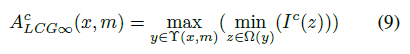 A^c_{LCG∞}(x, m) = max_{y∈Υ(x,m)} ( min_{z∈Ω(y)} (I^c(z))) (9)